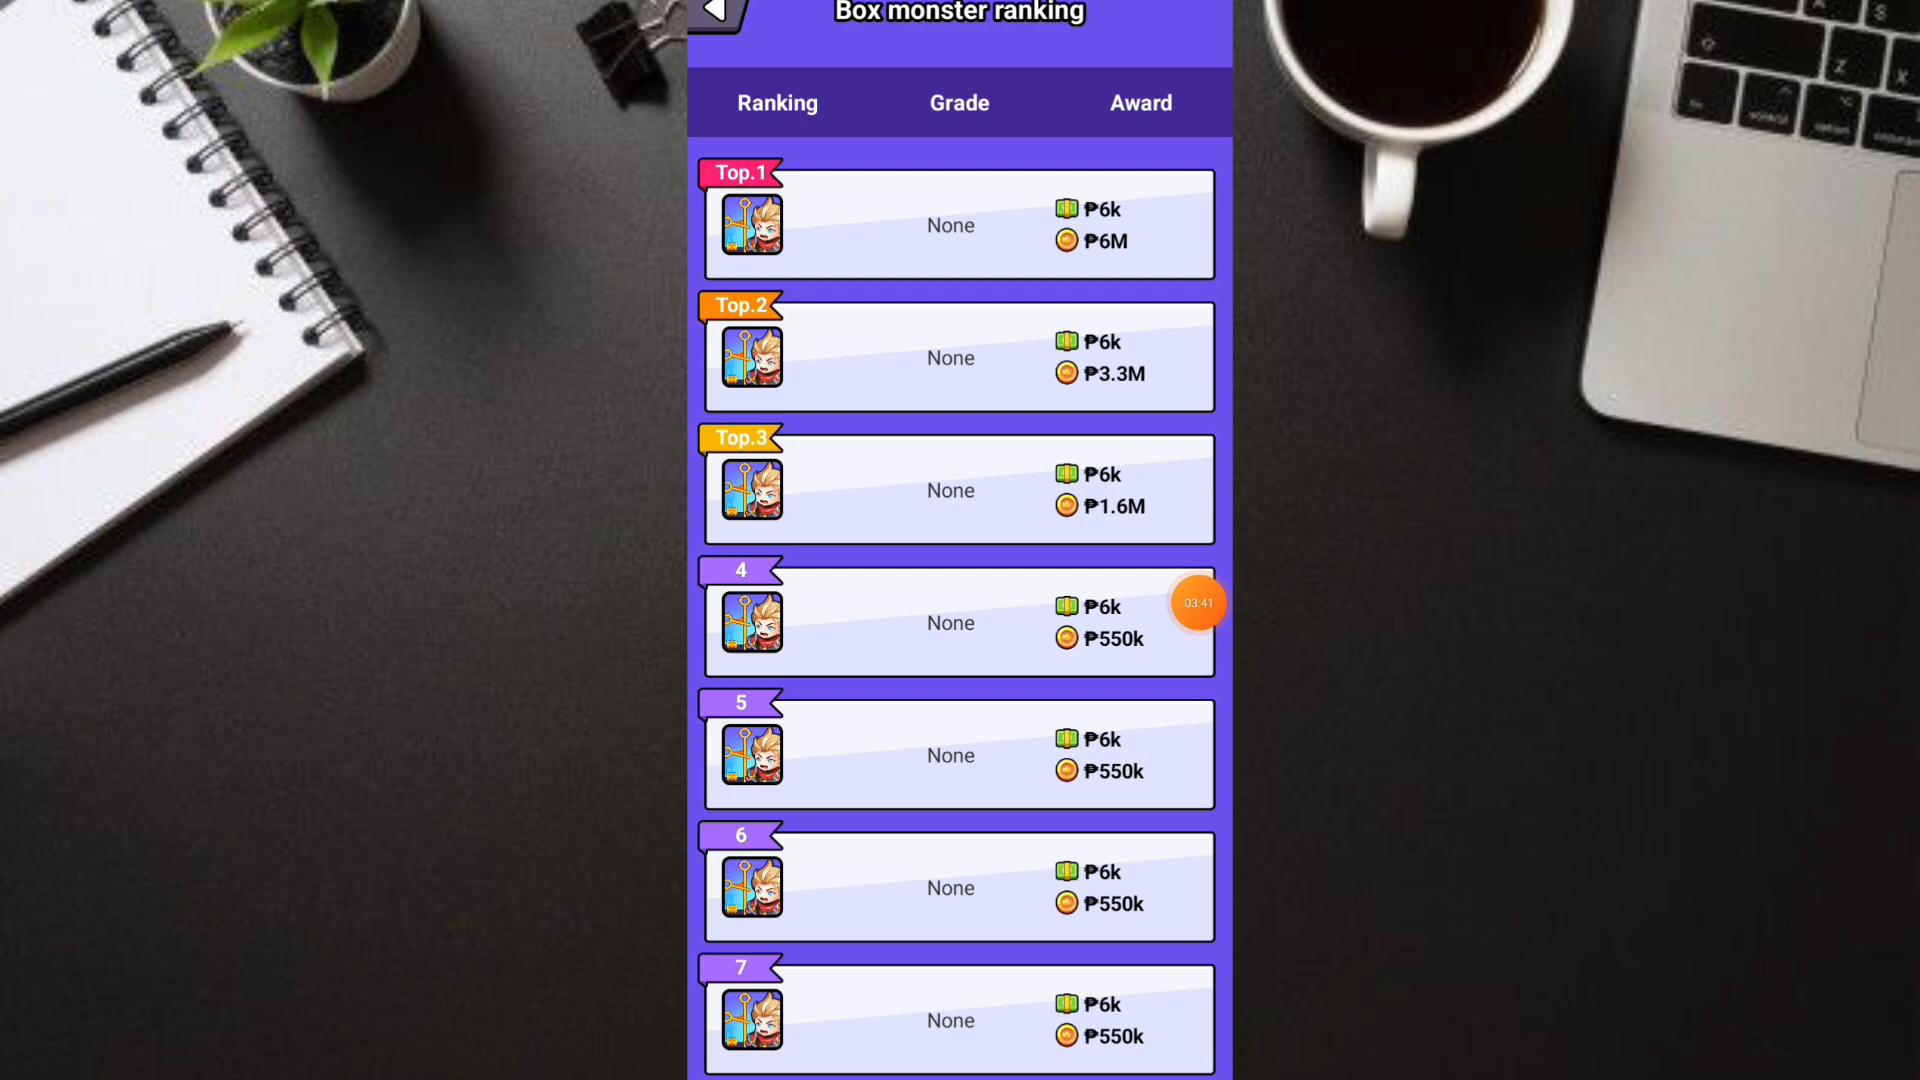 Box monster ranking
Ranking Grade Award
Top.1
None
₱6k
₱6M
Top.2
None
₱6k
₱3.3M
Top.3
None
₱6k
₱1.6M
4
None
₱6k
₱550k
03:41
5
None
₱6k
₱550k
6
None
₱6k
₱550k
7
None
₱6k
₱550k